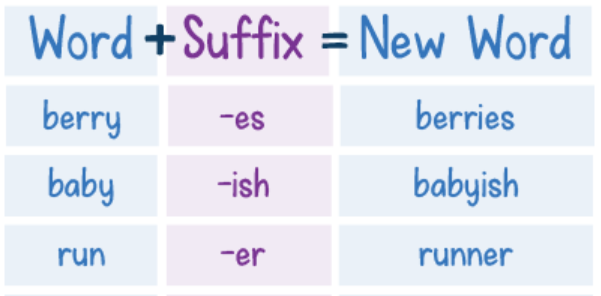 Word + Suffix = New Word
berry -es berries
baby -ish babyish
run -er runner